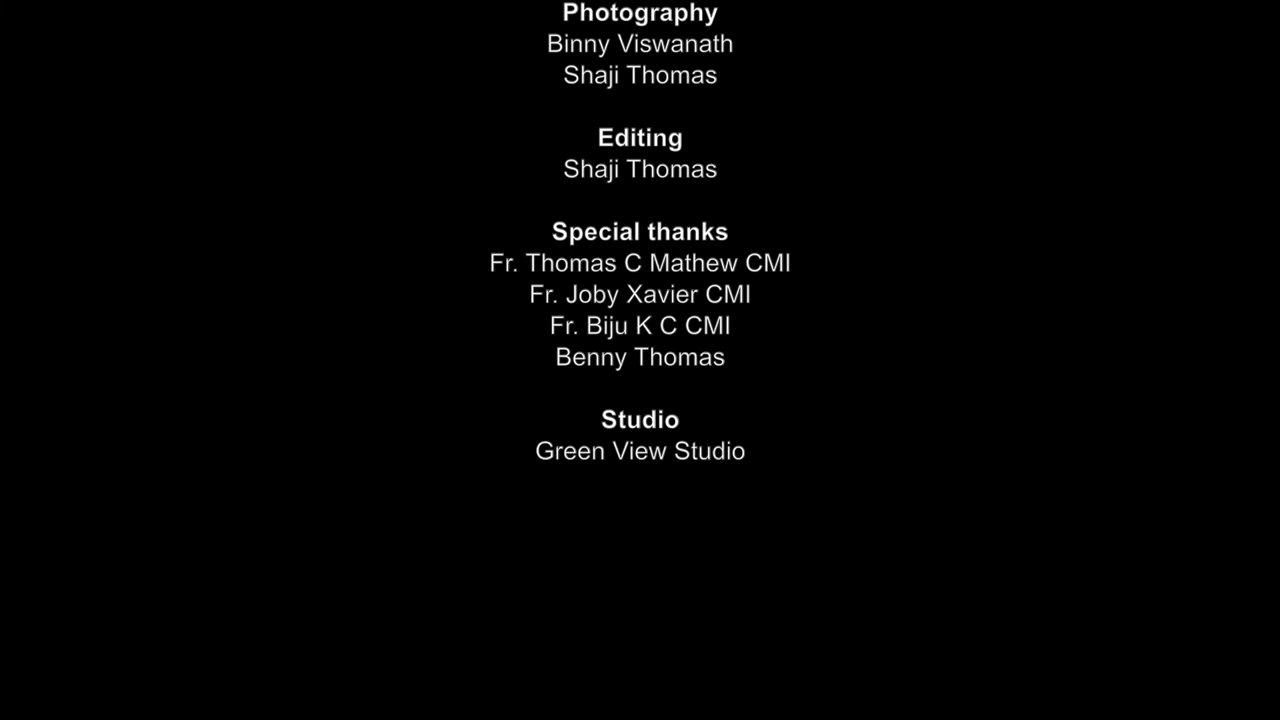 Photography
Binny Viswanath
Shaji Thomas
Editing
Shaji Thomas
Special thanks
Fr. Thomas C Mathew CMI
Fr. Joby Xavier CMI
Fr. Biju K C CMI
Benny Thomas
Studio
Green View Studio